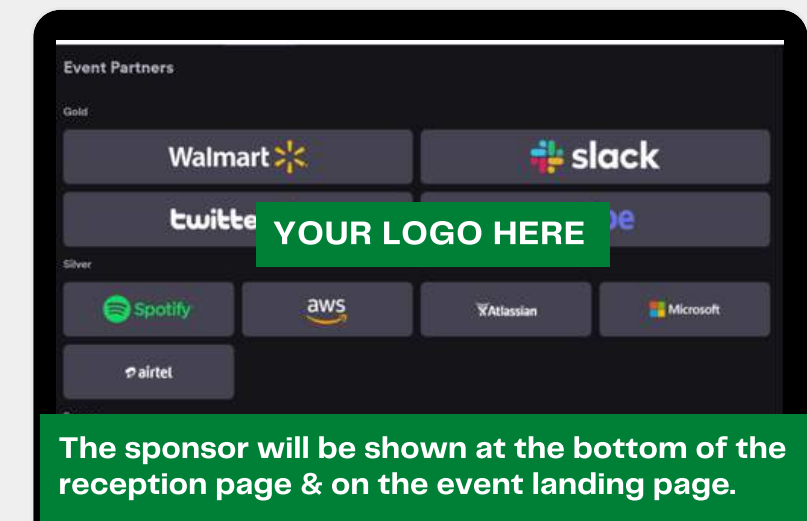 Event Partners
Gold
Walmart
slack
YOUR LOGO HERE
Silver
Spotify
aws
Atlassian
Microsoft
airtel
The sponsor will be shown at the bottom of the
reception page & on the event landing page.